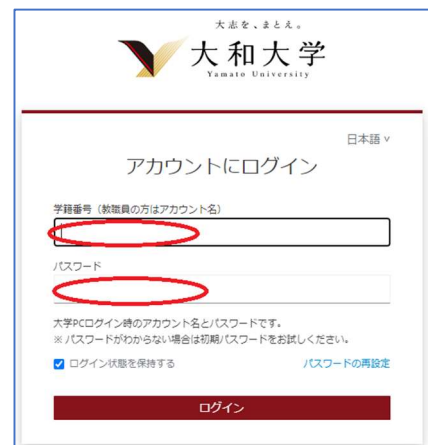 大志を、まとえ。
大和大学
Yamato University
日本語 ˅
アカウントにログイン
学籍番号（教職員の方はアカウント名）
パスワード
大学PCログイン時のアカウント名とパスワードです。
※ パスワードがわからない場合は初期パスワードをお試しください。
ログイン状態を保持する パスワードの再設定
ログイン